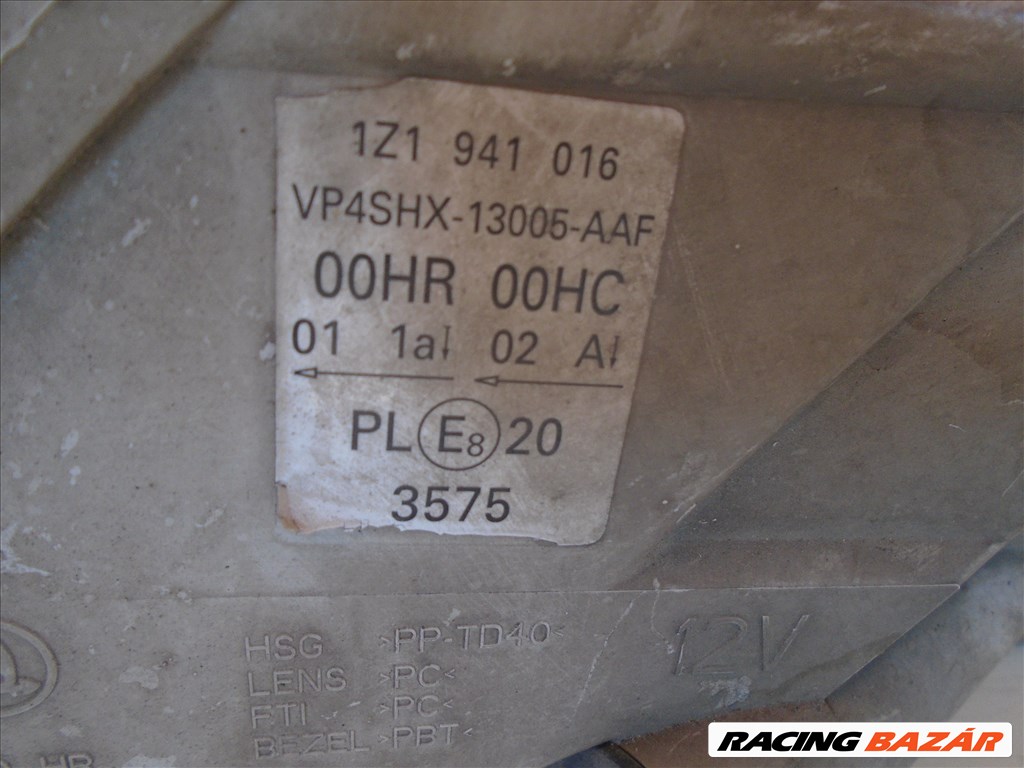 1Z1 941 016
VP4SHX-13005-AAF
00HR 00HC
01 1a↓ 02 A↓
PL E8 20
3575
HSG >PP-TD40<
LENS >PC<
FTI >PC<
BEZEL >PBT<
12V
HR
RACING BAZÁR